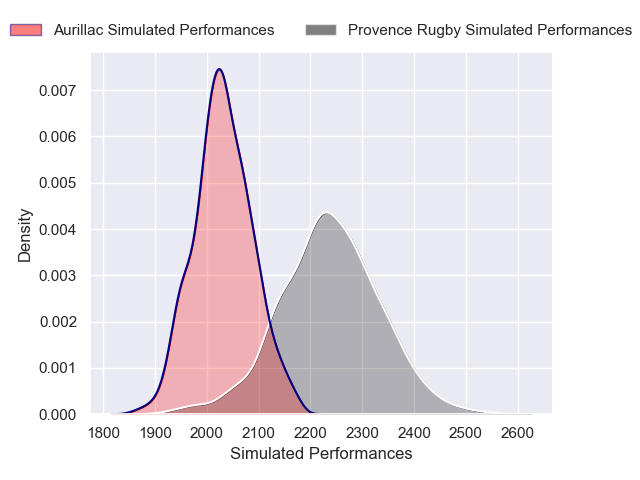 Aurillac Simulated Performances Provence Rugby Simulated Performances
0.007
0.006
0.005
0.004
0.003
0.002
0.001
0.000
Density
1800 1900 2000 2100 2200 2300 2400 2500 2600
Simulated Performances